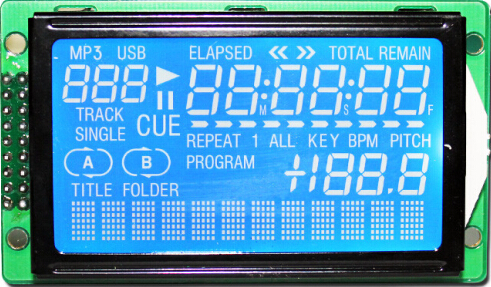 MP3 USB ELAPSED TOTAL REMAIN
888 88:88:88
M S F
TRACK
SINGLE CUE
REPEAT 1 ALL KEY BPM PITCH
A B PROGRAM
+188.8
TITLE FOLDER